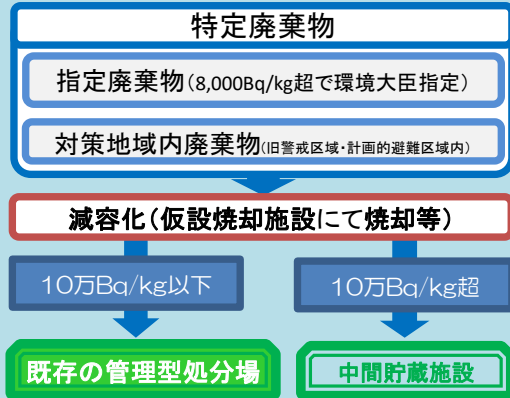 特定廃棄物
指定廃棄物(8,000Bq/kg超で環境大臣指定)
対策地域内廃棄物(旧警戒区域・計画的避難区域内)
減容化(仮設焼却施設にて焼却等)
10万Bq/kg以下
10万Bq/kg超
既存の管理型処分場
中間貯蔵施設